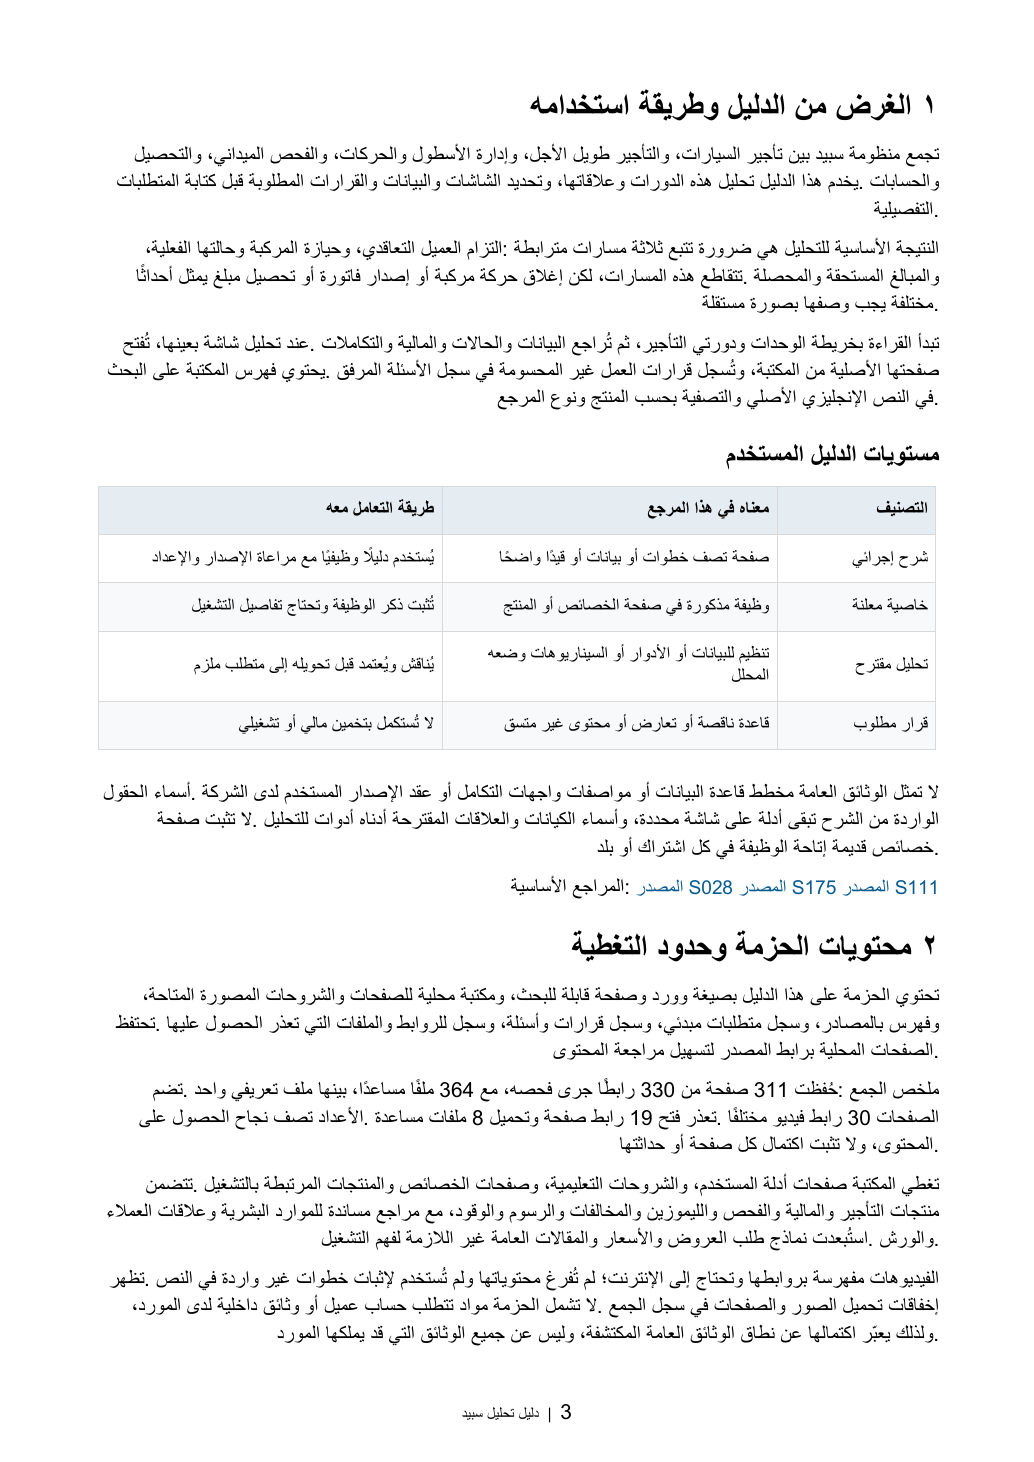 ١ الغرض من الدليل وطريقة استخدامه
تجمع منظومة سبيد بين تأجير السيارات، والتأجير طويل الأجل، وإدارة الأسطول والحركات، والفحص الميداني، والتحصيل
والحسابات .يخدم هذا الدليل تحليل هذه الدورات وعلاقاتها، وتحديد الشاشات والبيانات والقرارات المطلوبة قبل كتابة المتطلبات
.التفصيلية
النتيجة الأساسية للتحليل هي ضرورة تتبع ثلاثة مسارات مترابطة :التزام العميل التعاقدي، وحيازة المركبة وحالتها الفعلية،
والمبالغ المستحقة والمحصلة .تتقاطع هذه المسارات، لكن إغلاق حركة مركبة أو إصدار فاتورة أو تحصيل مبلغ يمثل أحداثًا
.مختلفة يجب وصفها بصورة مستقلة
تبدأ القراءة بخريطة الوحدات ودورتي التأجير، ثم تُراجع البيانات والحالات والمالية والتكاملات .عند تحليل شاشة بعينها، تُفتح
صفحتها الأصلية من المكتبة، وتُسجل قرارات العمل غير المحسومة في سجل الأسئلة المرفق .يحتوي فهرس المكتبة على البحث
.في النص الإنجليزي الأصلي والتصفية بحسب المنتج ونوع المرجع
مستويات الدليل المستخدم
التصنيف معناه في هذا المرجع طريقة التعامل معه
شرح إجرائي صفحة تصف خطوات أو بيانات أو قيدًا واضحًا يُستخدم دليلًا وظيفيًا مع مراعاة الإصدار والإعداد
خاصية معلنة وظيفة مذكورة في صفحة الخصائص أو المنتج تُثبت ذكر الوظيفة وتحتاج تفاصيل التشغيل
تحليل مقترح تنظيم للبيانات أو الأدوار أو السيناريوهات وضعه
المحلل يُناقش ويُعتمد قبل تحويله إلى متطلب ملزم
قرار مطلوب قاعدة ناقصة أو تعارض أو محتوى غير متسق لا تُستكمل بتخمين مالي أو تشغيلي
لا تمثل الوثائق العامة مخطط قاعدة البيانات أو مواصفات واجهات التكامل أو عقد الإصدار المستخدم لدى الشركة .أسماء الحقول
الواردة من الشرح تبقى أدلة على شاشة محددة، وأسماء الكيانات والعلاقات المقترحة أدناه أدوات للتحليل .لا تثبت صفحة
.خصائص قديمة إتاحة الوظيفة في كل اشتراك أو بلد
S111 المصدر S175 المصدر S028 المصدر :المراجع الأساسية
٢ محتويات الحزمة وحدود التغطية
تحتوي الحزمة على هذا الدليل بصيغة وورد وصفحة قابلة للبحث، ومكتبة محلية للصفحات والشروحات المصورة المتاحة،
وفهرس بالمصادر، وسجل متطلبات مبدئي، وسجل قرارات وأسئلة، وسجل للروابط والملفات التي تعذر الحصول عليها .تحتفظ
.الصفحات المحلية برابط المصدر لتسهيل مراجعة المحتوى
ملخص الجمع :حُفظت 311 صفحة من 330 رابطًا جرى فحصه، مع 364 ملفًا مساعدًا، بينها ملف تعريفي واحد .تضم
الصفحات 30 رابط فيديو مختلفًا .تعذر فتح 19 رابط صفحة وتحميل 8 ملفات مساعدة .الأعداد تصف نجاح الحصول على
.المحتوى، ولا تثبت اكتمال كل صفحة أو حداثتها
تغطي المكتبة صفحات أدلة المستخدم، والشروحات التعليمية، وصفحات الخصائص والمنتجات المرتبطة بالتشغيل .تتضمن
منتجات التأجير والمالية والفحص والليموزين والمخالفات والرسوم والوقود، مع مراجع مساندة للموارد البشرية وعلاقات العملاء
.والورش .استُبعدت نماذج طلب العروض والأسعار والمقالات العامة غير اللازمة لفهم التشغيل
الفيديوهات مفهرسة بروابطها وتحتاج إلى الإنترنت؛ لم تُفرغ محتوياتها ولم تُستخدم لإثبات خطوات غير واردة في النص .تظهر
إخفاقات تحميل الصور والصفحات في سجل الجمع .لا تشمل الحزمة مواد تتطلب حساب عميل أو وثائق داخلية لدى المورد،
.ولذلك يعبّر اكتمالها عن نطاق الوثائق العامة المكتشفة، وليس عن جميع الوثائق التي قد يملكها المورد
دليل تحليل سبيد | 3